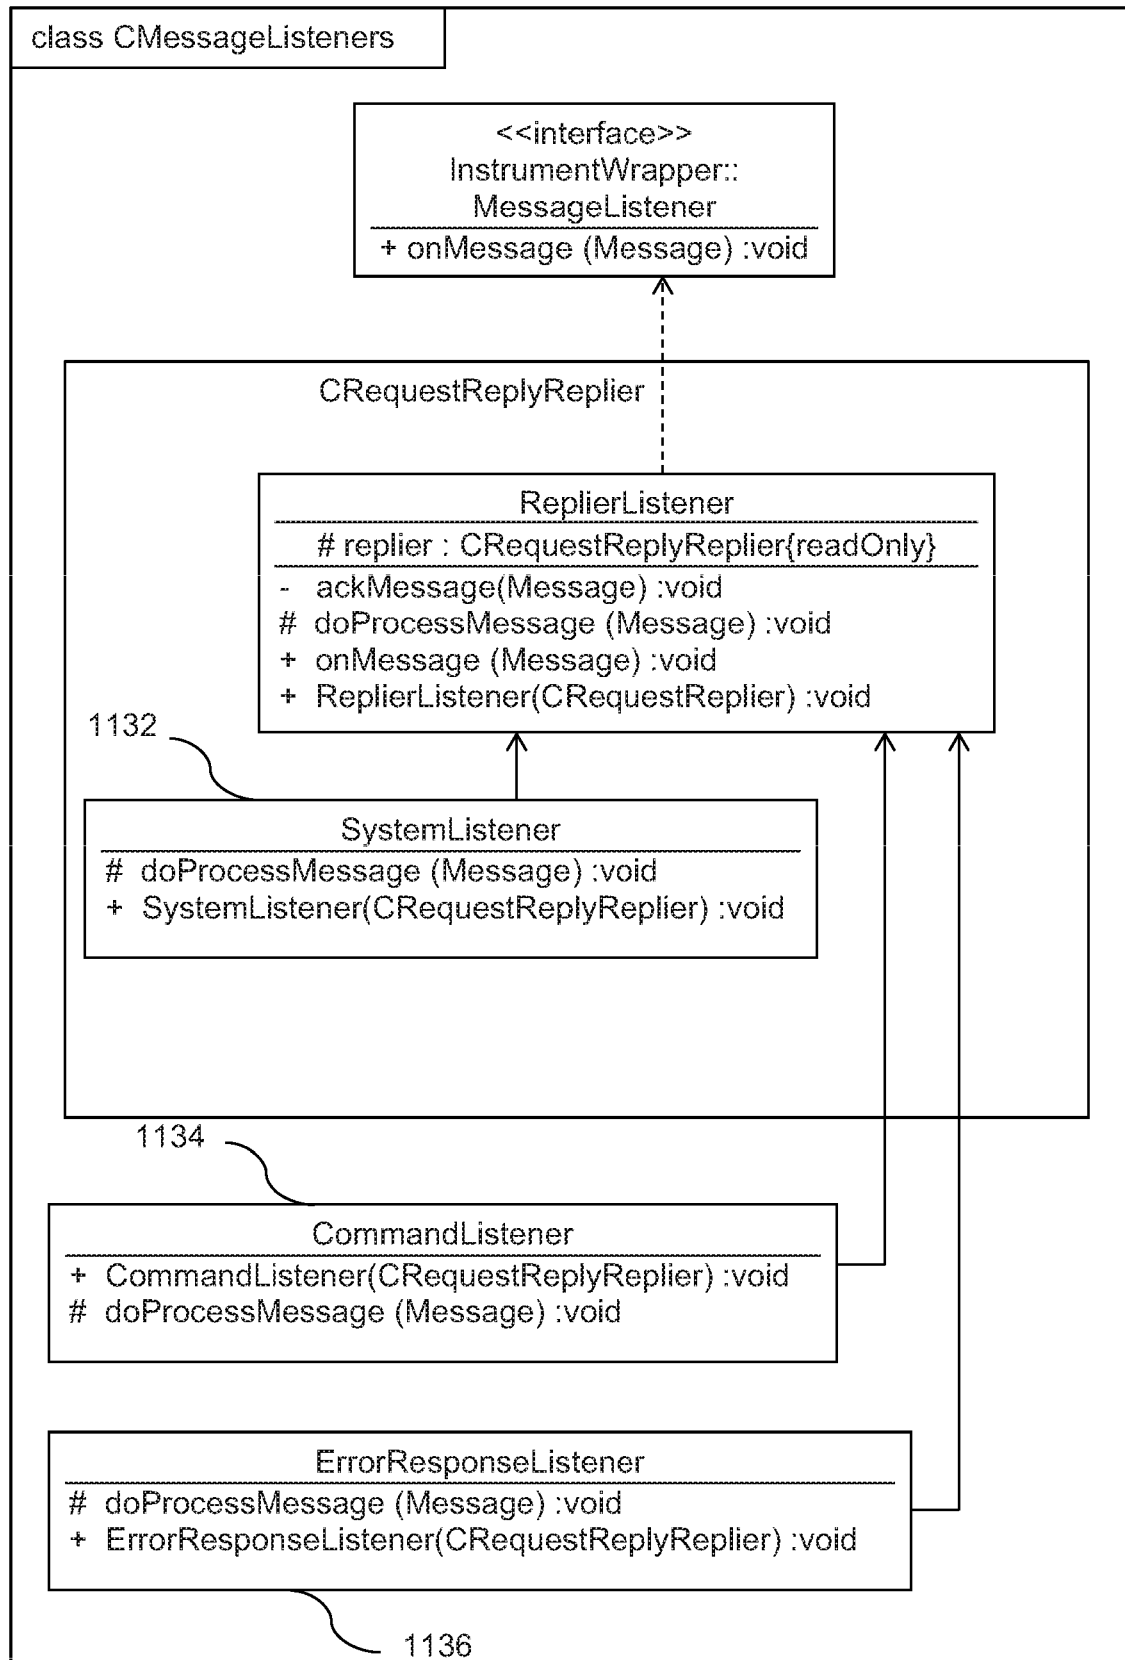 class CMessageListeners
<<interface>>
InstrumentWrapper::
MessageListener
+ onMessage (Message) :void
CRequestReplyReplier
ReplierListener
# replier : CRequestReplyReplier{readOnly}
- ackMessage(Message) :void
# doProcessMessage (Message) :void
+ onMessage (Message) :void
+ ReplierListener(CRequestReplier) :void
1132
SystemListener
# doProcessMessage (Message) :void
+ SystemListener(CRequestReplyReplier) :void
1134
CommandListener
+ CommandListener(CRequestReplyReplier) :void
# doProcessMessage (Message) :void
ErrorResponseListener
# doProcessMessage (Message) :void
+ ErrorResponseListener(CRequestReplyReplier) :void
1136